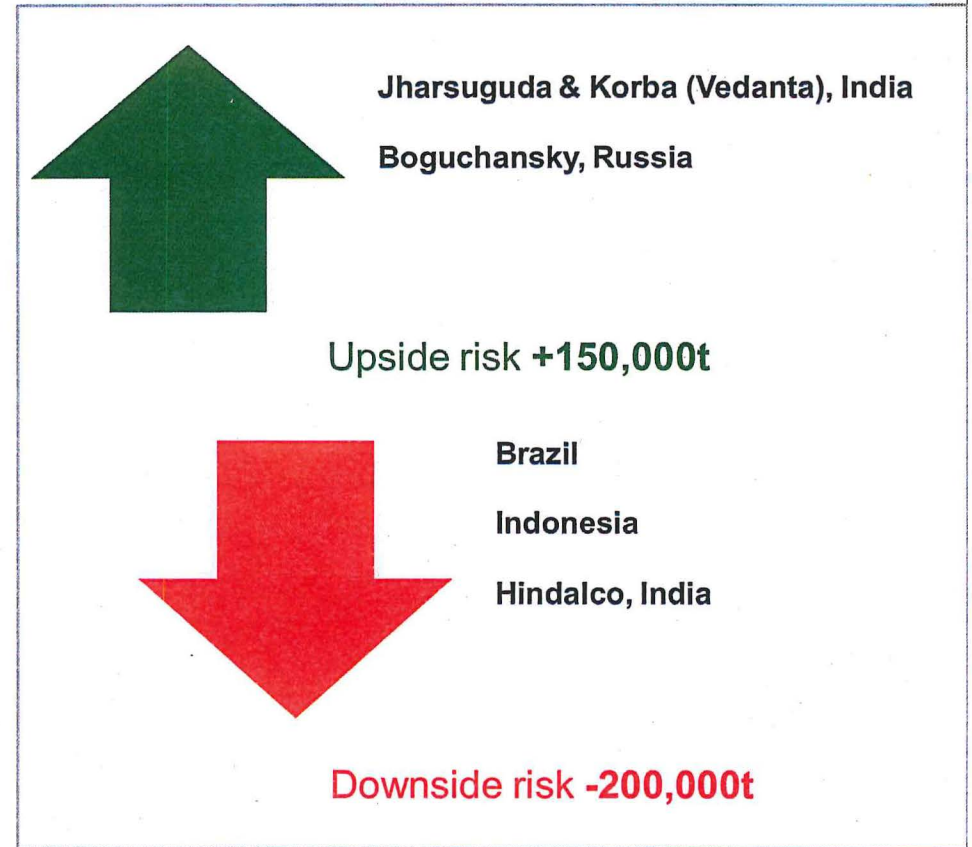 Jharsuguda & Korba (Vedanta), India
Boguchansky, Russia
Upside risk +150,000t
Brazil
Indonesia
Hindalco, India
Downside risk -200,000t